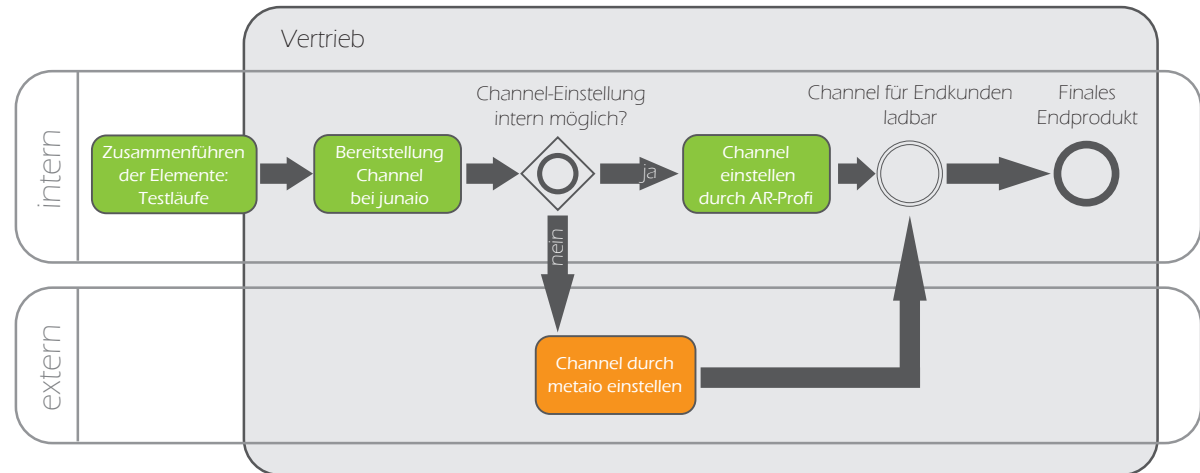 Vertrieb
intern
Channel-Einstellung
intern möglich?
Channel für Endkunden
ladbar
Finales
Endprodukt
Zusammenführen
der Elemente:
Testläufe
Bereitstellung
Channel
bei junaio
ja
Channel
einstellen
durch AR-Profi
nein
extern
Channel durch
metaio einstellen